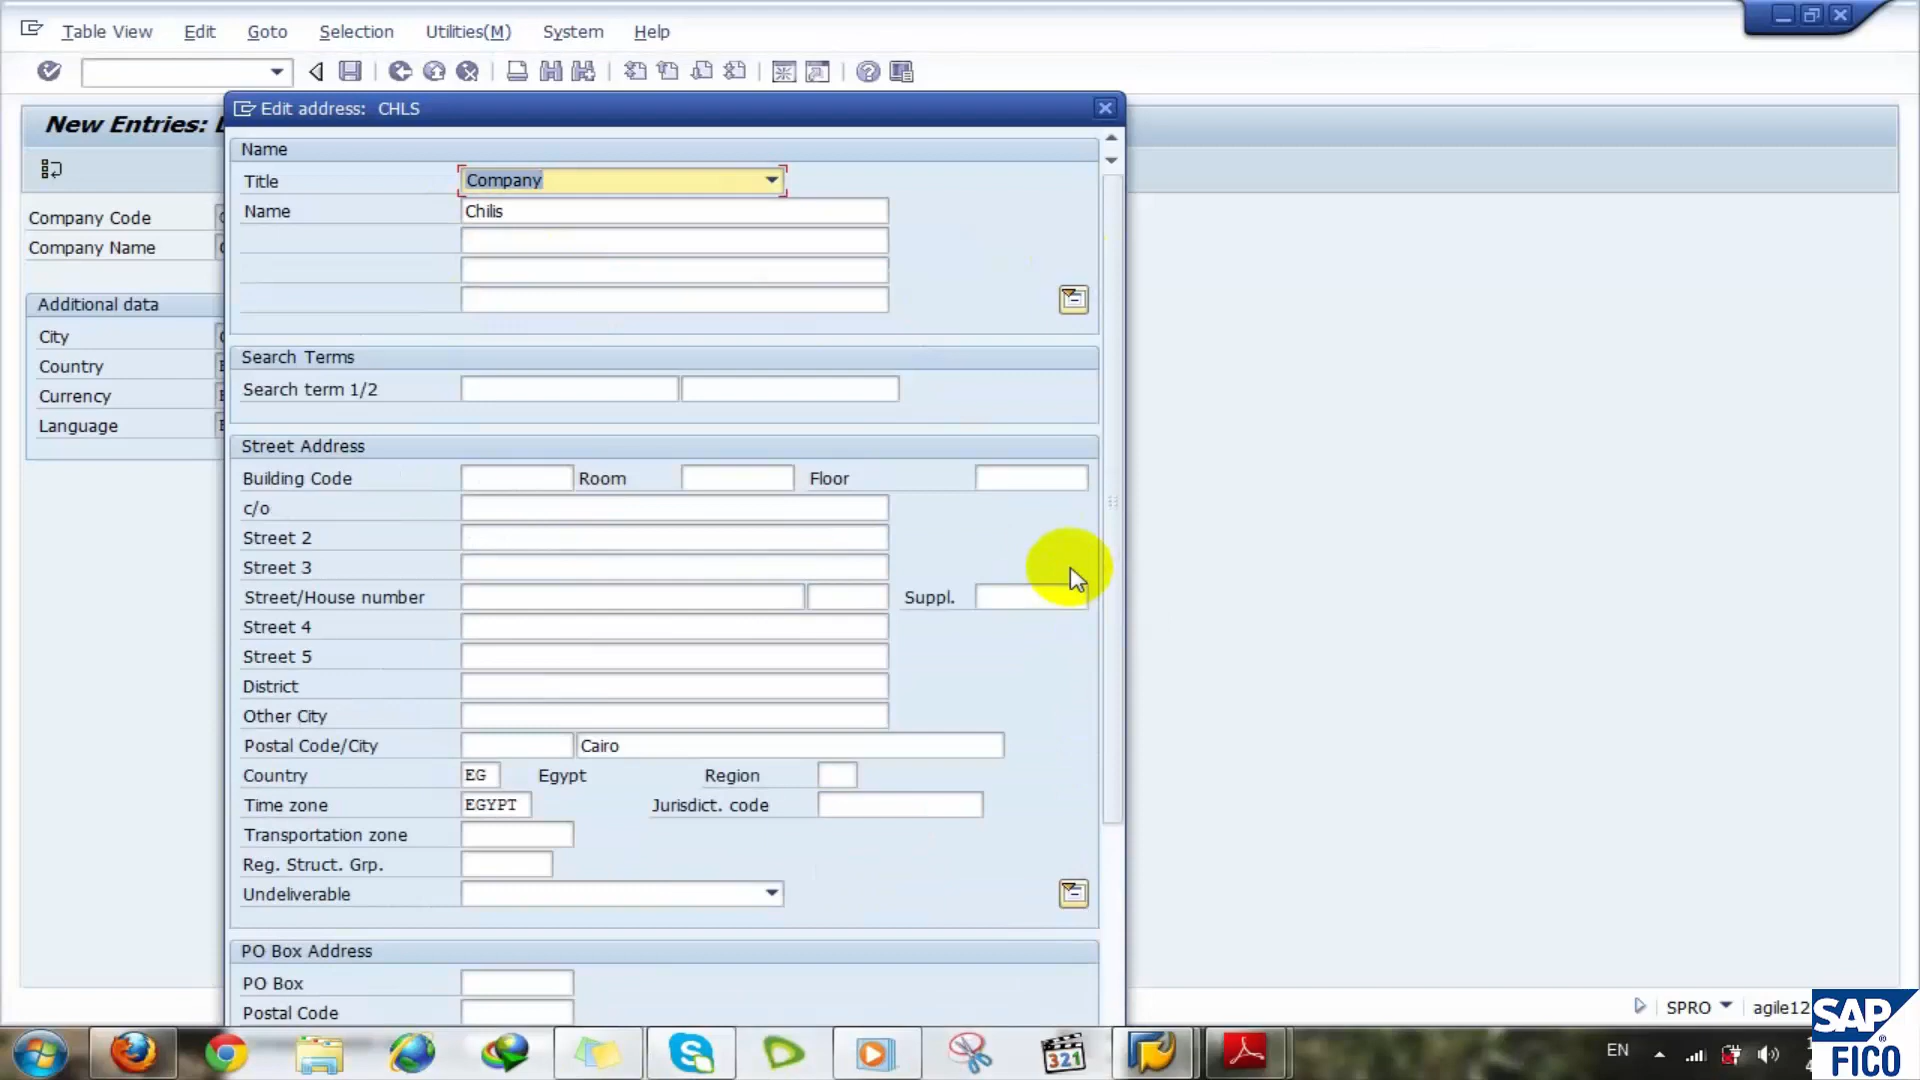 Table View Edit Goto Selection Utilities(M) System Help
New Entries:
Edit address: CHLS
Name
Title Company
Name Chilis
Company Code
Company Name
Additional data
City
Country
Currency
Language
Search Terms
Search term 1/2
Street Address
Building Code Room Floor
c/o
Street 2
Street 3
Street/House number Suppl.
Street 4
Street 5
District
Other City
Postal Code/City Cairo
Country EG Egypt Region
Time zone EGYPT Jurisdict. code
Transportation zone
Reg. Struct. Grp.
Undeliverable
PO Box Address
PO Box
Postal Code
SPRO agile12
321
EN
SAP
FICO